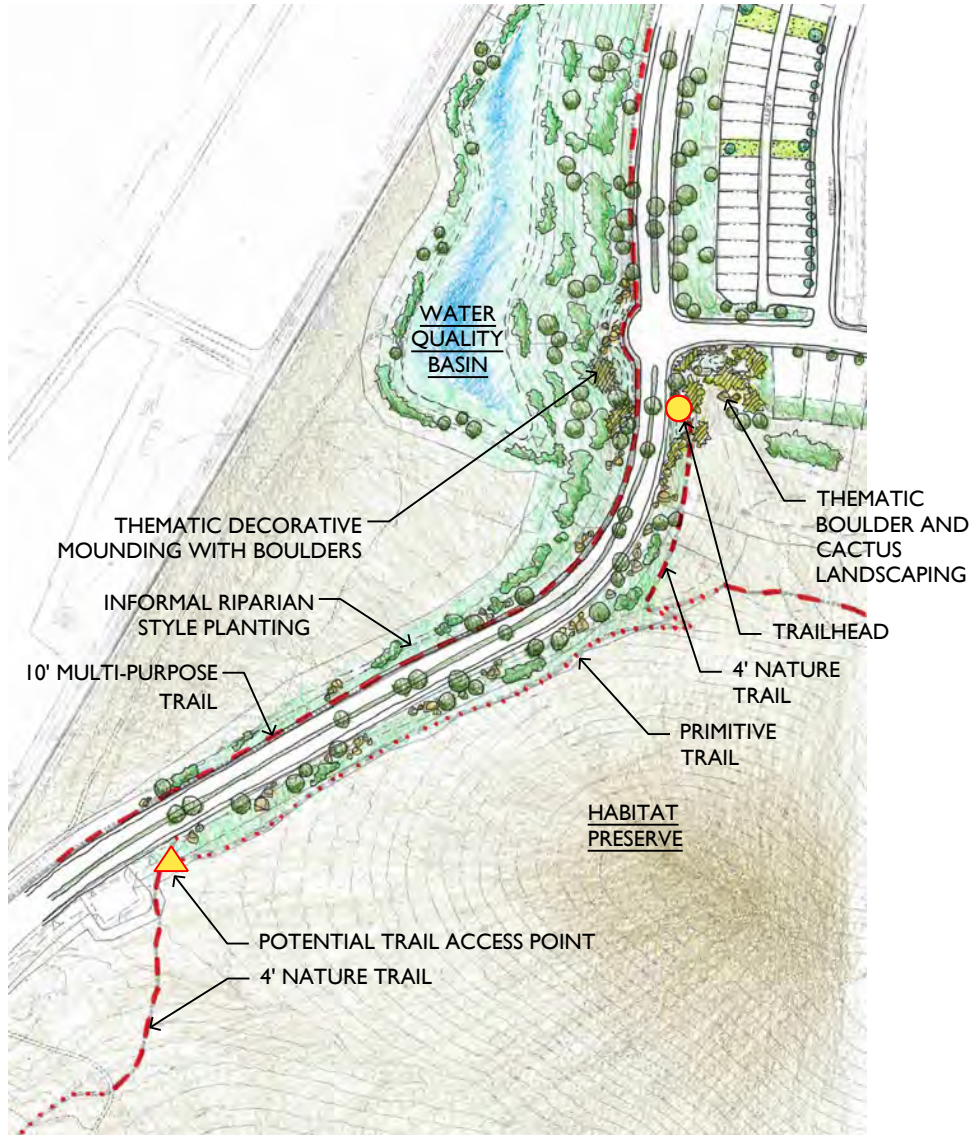 WATER
QUALITY
BASIN
ALLEY 'A'
THEMATIC DECORATIVE
MOUNDING WITH BOULDERS
THEMATIC
BOULDER AND
CACTUS
LANDSCAPING
INFORMAL RIPARIAN
STYLE PLANTING
TRAILHEAD
10' MULTI-PURPOSE
TRAIL
4' NATURE
TRAIL
PRIMITIVE
TRAIL
HABITAT
PRESERVE
POTENTIAL TRAIL ACCESS POINT
4' NATURE TRAIL